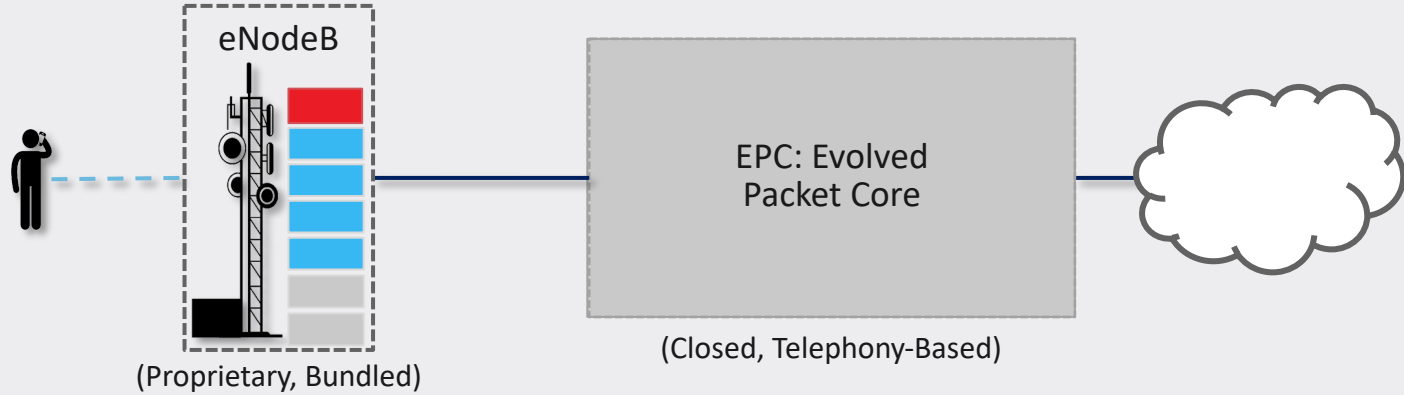 eNodeB
EPC: Evolved
Packet Core
(Proprietary, Bundled)
(Closed, Telephony-Based)